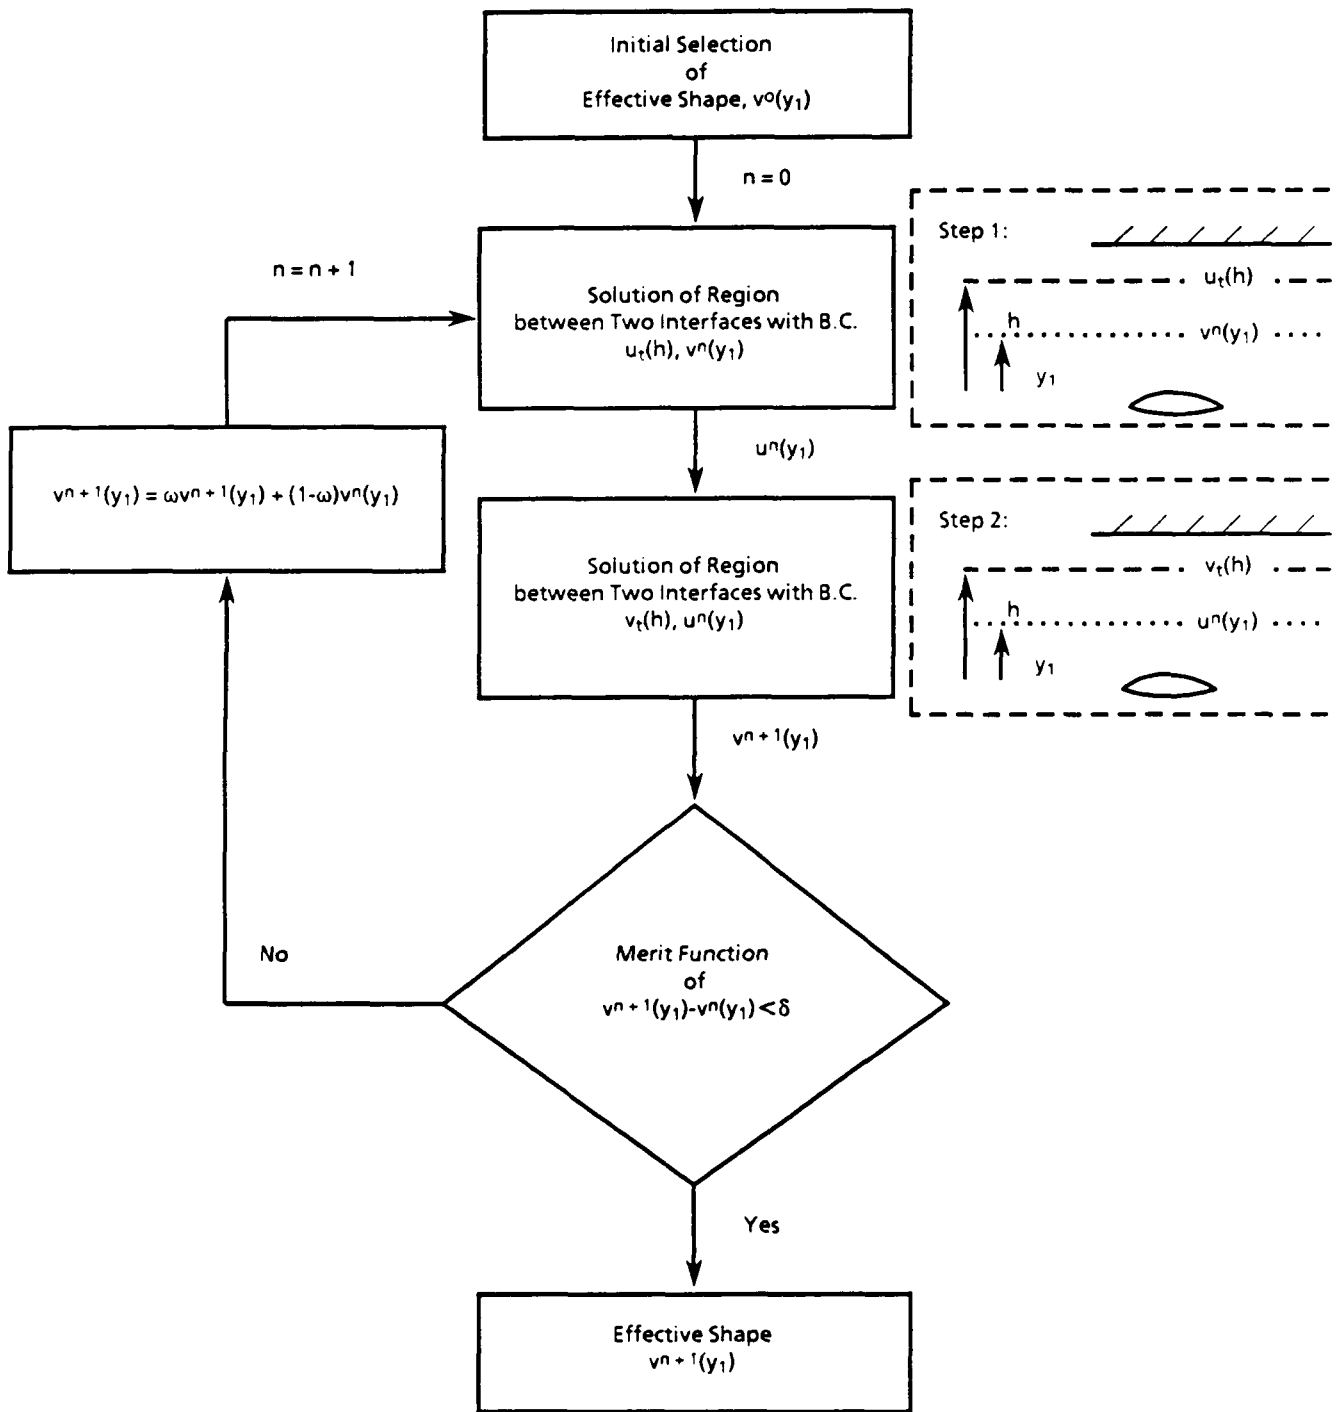 Initial Selection
of
Effective Shape, vᵒ(y₁)
n = 0
n = n + 1
Solution of Region
between Two Interfaces with B.C.
uₜ(h), vⁿ(y₁)
Step 1:
uₜ(h)
h
vⁿ(y₁)
y₁
uⁿ(y₁)
vⁿ⁺¹(y₁) = ωvⁿ⁺¹(y₁) + (1-ω)vⁿ(y₁)
Solution of Region
between Two Interfaces with B.C.
vₜ(h), uⁿ(y₁)
Step 2:
vₜ(h)
h
uⁿ(y₁)
y₁
vⁿ⁺¹(y₁)
No
Merit Function
of
vⁿ⁺¹(y₁)-vⁿ(y₁)<δ
Yes
Effective Shape
vⁿ⁺¹(y₁)